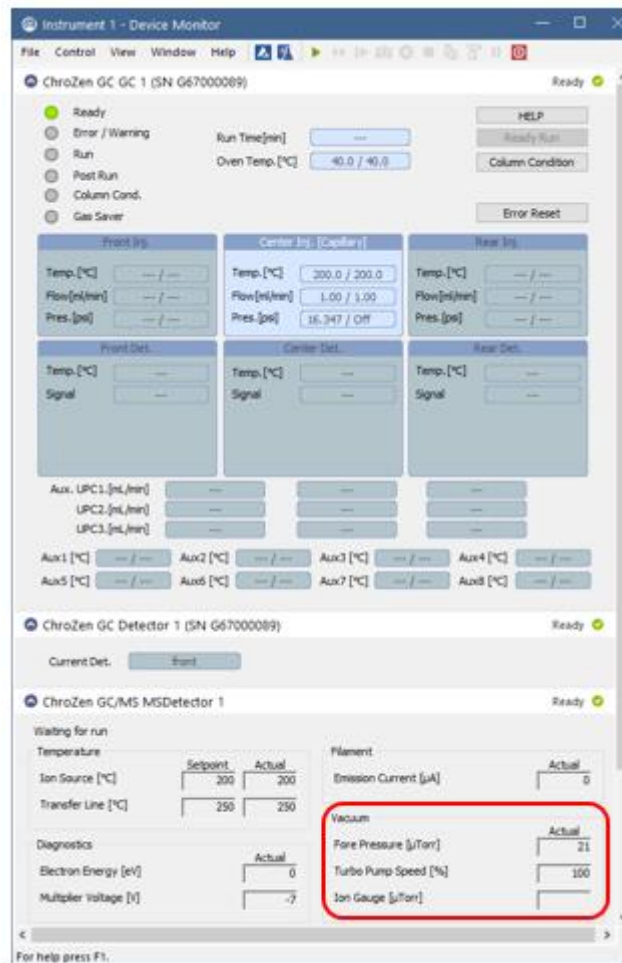 Instrument 1 - Device Monitor
File Control View Window Help
ChroZen GC GC 1 (SN G67000089) Ready
Ready
Error / Warning
Run
Post Run
Column Cond.
Gas Saver
Run Time[min] ---
Oven Temp.[℃] 40.0 / 40.0
HELP
Ready Run
Column Condition
Error Reset
Front Inj. Center Inj. [Capillary] Rear Inj.
Temp.[℃] --- / --- Temp.[℃] 200.0 / 200.0 Temp.[℃] --- / ---
Flow[ml/min] --- / --- Flow[ml/min] 1.00 / 1.00 Flow[ml/min] --- / ---
Pres.[psi] --- / --- Pres.[psi] 16.347 / Off Pres.[psi] --- / ---
Front Det. Center Det. Rear Det.
Temp.[℃] --- Temp.[℃] --- Temp.[℃] ---
Signal --- Signal --- Signal ---
Aux. UPC1.[mL/min] --- --- ---
UPC2.[mL/min] --- --- ---
UPC3.[mL/min] --- --- ---
Aux1 [℃] --- / --- Aux2 [℃] --- / --- Aux3 [℃] --- / --- Aux4 [℃] --- / ---
Aux5 [℃] --- / --- Aux6 [℃] --- / --- Aux7 [℃] --- / --- Aux8 [℃] --- / ---
ChroZen GC Detector 1 (SN G67000089) Ready
Current Det. front
ChroZen GC/MS MSDetector 1 Ready
Waiting for run
Temperature
Setpoint Actual
Ion Source [℃] 200 200
Transfer Line [℃] 250 250
Filament
Actual
Emission Current [µA] 0
Diagnostics
Actual
Electron Energy [eV] 0
Multiplier Voltage [V] -7
Vacuum
Actual
Fore Pressure [µTorr] 21
Turbo Pump Speed [%] 100
Ion Gauge [µTorr]
For help press F1.